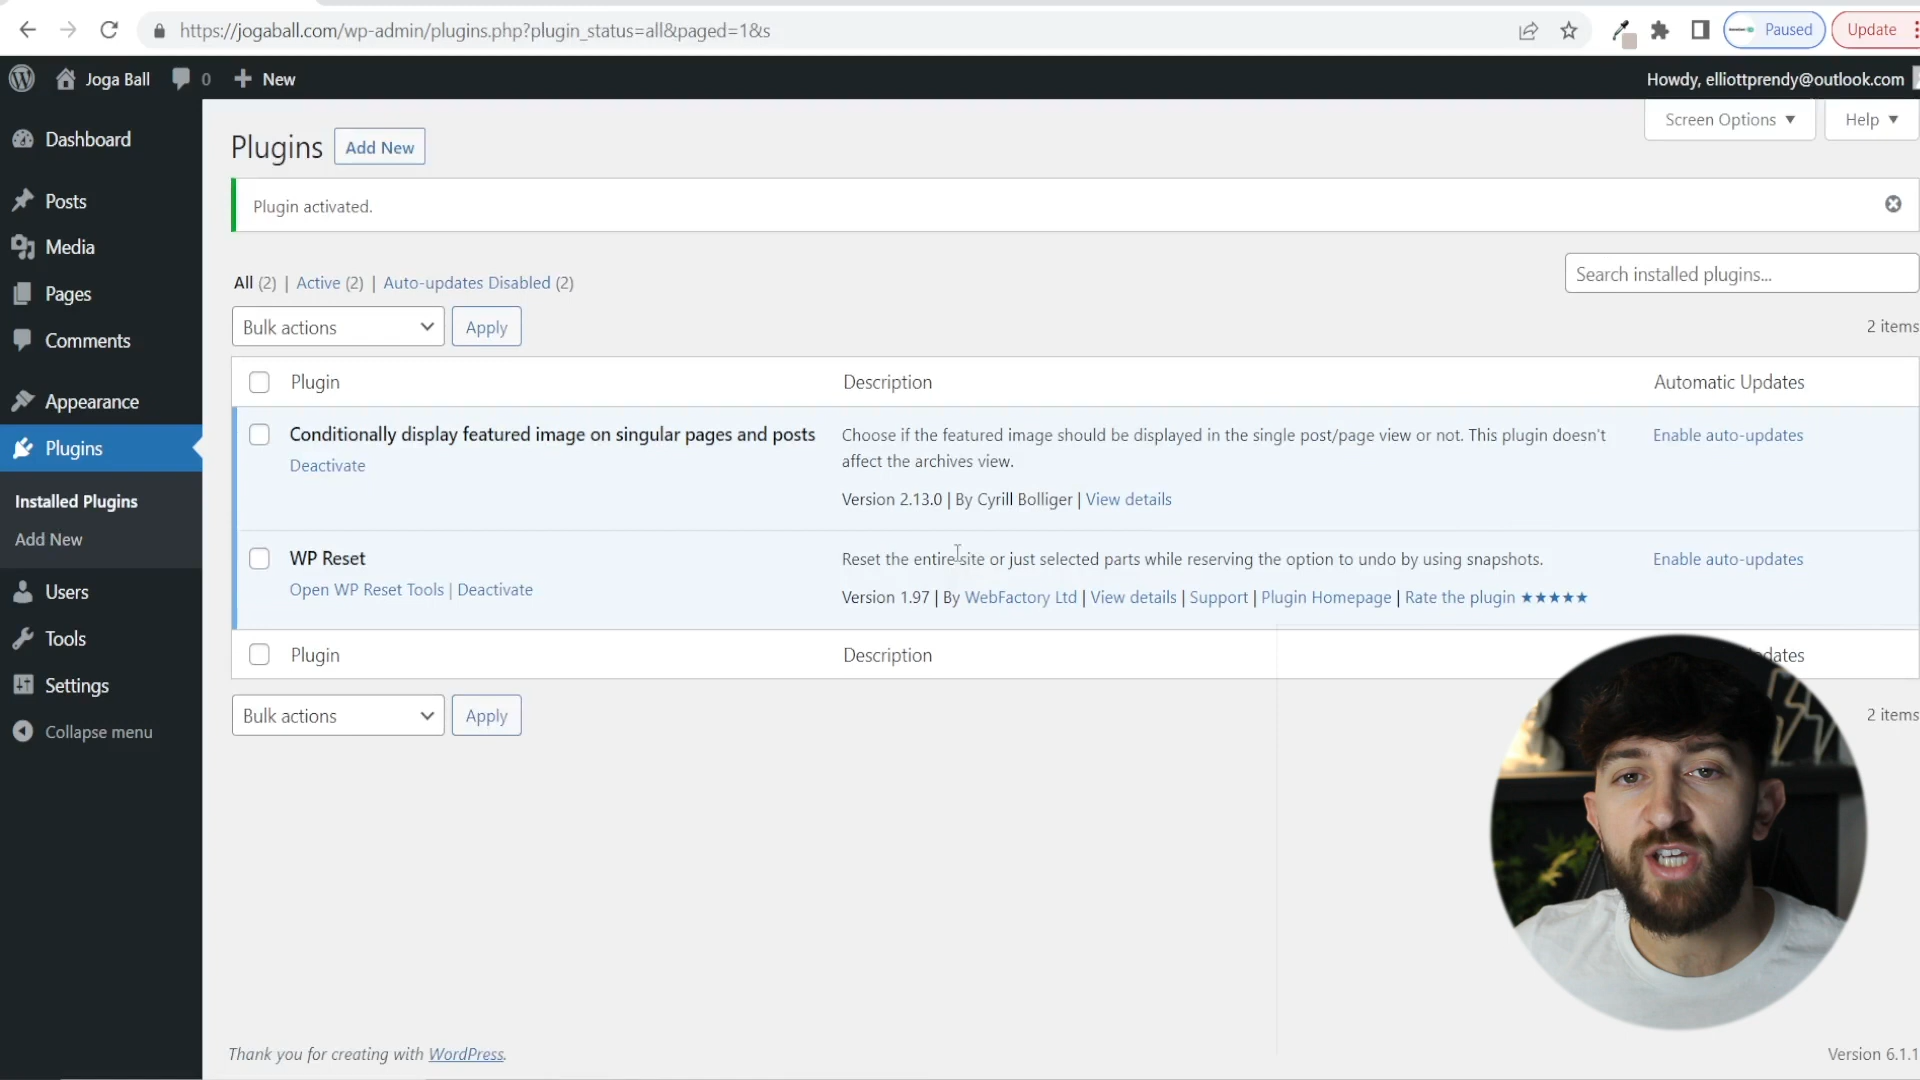 https://jogaball.com/wp-admin/plugins.php?plugin_status=all&paged=1&s
Paused
Update
Joga Ball
0
New
Howdy, elliottprendy@outlook.com
Screen Options
Help
Dashboard
Posts
Media
Pages
Comments
Appearance
Plugins
Installed Plugins
Add New
Users
Tools
Settings
Collapse menu
Plugins
Add New
Plugin activated.
All (2) | Active (2) | Auto-updates Disabled (2)
Search installed plugins...
Bulk actions
Apply
2 items
Plugin
Description
Automatic Updates
Conditionally display featured image on singular pages and posts
Deactivate
Choose if the featured image should be displayed in the single post/page view or not. This plugin doesn't
affect the archives view.
Version 2.13.0 | By Cyrill Bolliger | View details
Enable auto-updates
WP Reset
Open WP Reset Tools | Deactivate
Reset the entire site or just selected parts while reserving the option to undo by using snapshots.
Version 1.97 | By WebFactory Ltd | View details | Support | Plugin Homepage | Rate the plugin ★★★★★
Enable auto-updates
Plugin
Description
Bulk actions
Apply
2 items
Thank you for creating with WordPress.
Version 6.1.1